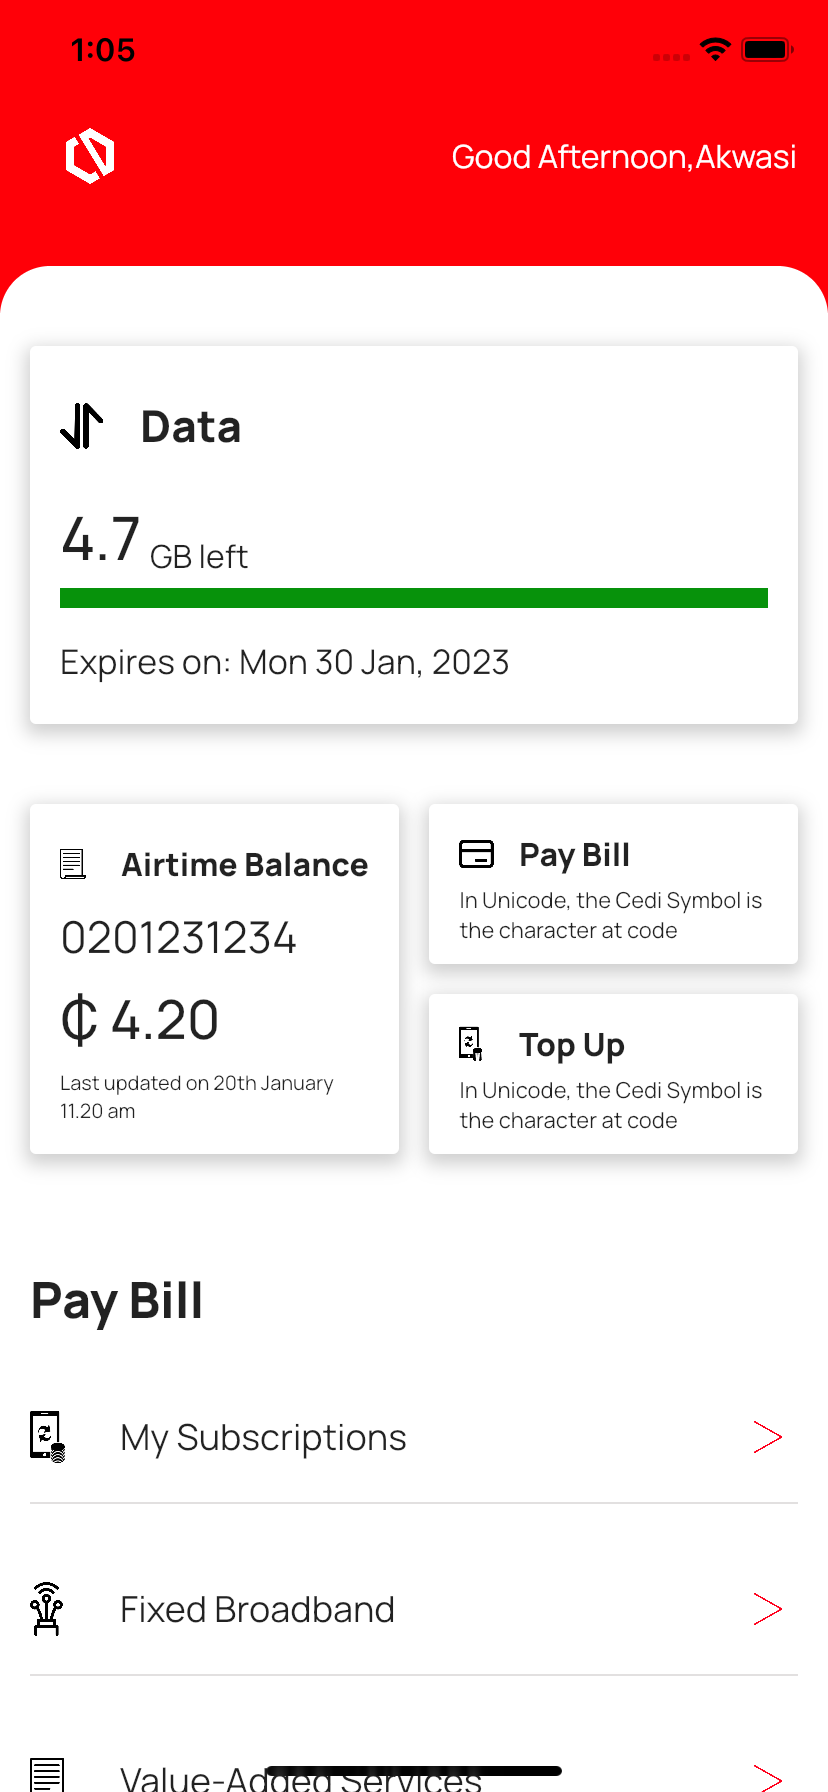 1:05
Good Afternoon,Akwasi
Data
4.7 GB left
Expires on: Mon 30 Jan, 2023
Airtime Balance
0201231234
₵ 4.20
Last updated on 20th January
11.20 am
Pay Bill
In Unicode, the Cedi Symbol is
the character at code
Top Up
In Unicode, the Cedi Symbol is
the character at code
Pay Bill
My Subscriptions
Fixed Broadband
Value-Added Services